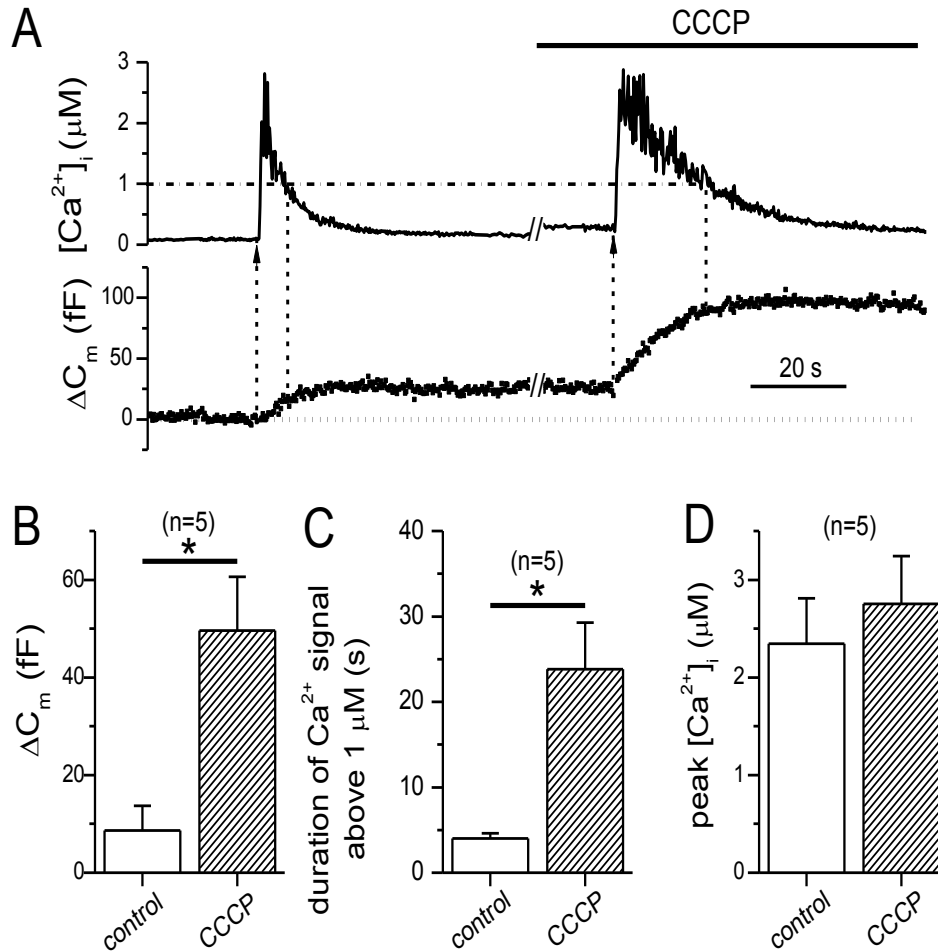 A
CCCP
[Ca²⁺]ᵢ (μM)
3
2
1
0
//
ΔCₘ (fF)
100
50
0
//
20 s
B
(n=5)
*
ΔCₘ (fF)
60
40
20
0
control
CCCP
C
(n=5)
*
duration of Ca²⁺ signal
above 1 μM (s)
40
30
20
10
0
control
CCCP
D
(n=5)
peak [Ca²⁺]ᵢ (μM)
3
2
1
0
control
CCCP